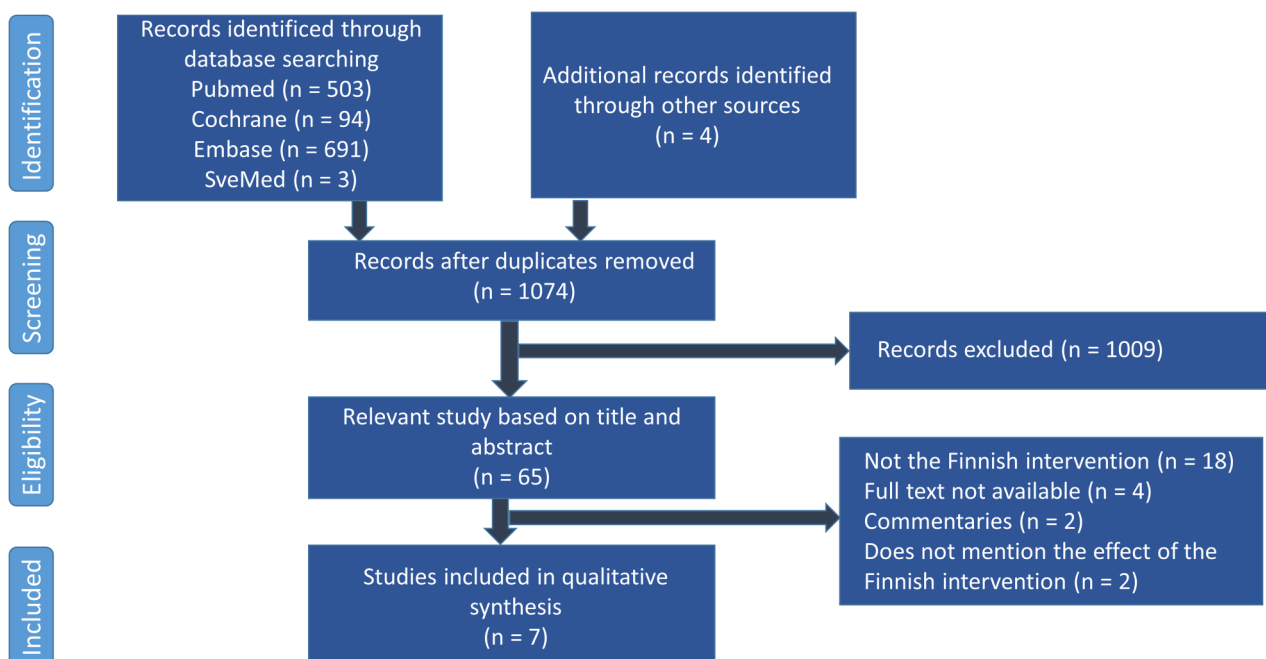 Identification
Records identificed through
database searching
Pubmed (n = 503)
Cochrane (n = 94)
Embase (n = 691)
SveMed (n = 3)
Additional records identified
through other sources
(n = 4)
Screening
Records after duplicates removed
(n = 1074)
Records excluded (n = 1009)
Eligibility
Relevant study based on title and
abstract
(n = 65)
Not the Finnish intervention (n = 18)
Full text not available (n = 4)
Commentaries (n = 2)
Does not mention the effect of the
Finnish intervention (n = 2)
Included
Studies included in qualitative
synthesis
(n = 7)